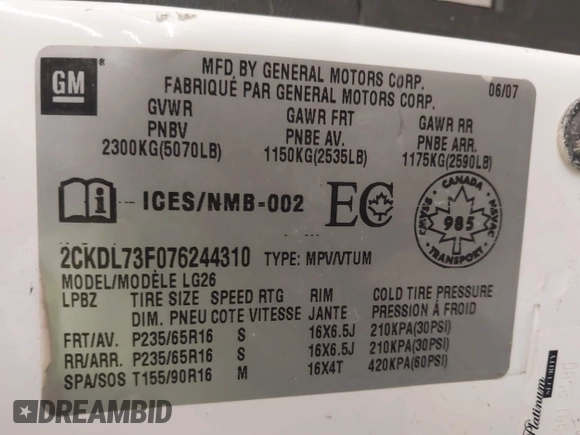 GM
MFD BY GENERAL MOTORS CORP.
FABRIQUÉ PAR GENERAL MOTORS CORP.
06/07
GVWR GAWR FRT GAWR RR
PNBV PNBE AV. PNBE ARR.
2300KG(5070LB) 1150KG(2535LB) 1175KG(2590LB)
ICES/NMB-002 EC
CANADA
985
TRANSPORT
2CKDL73F076244310 TYPE: MPV/VTUM
MODEL/MODÈLE LG26
LPBZ TIRE SIZE SPEED RTG RIM COLD TIRE PRESSURE
DIM. PNEU COTE VITESSE JANTE PRESSION À FROID
FRT/AV. P235/65R16 S 16X6.5J 210KPA(30PSI)
RR/ARR. P235/65R16 S 16X6.5J 210KPA(30PSI)
SPA/SOS T155/90R16 M 16X4T 420KPA(60PSI)
Platinum
SECURITY
DREAMBID